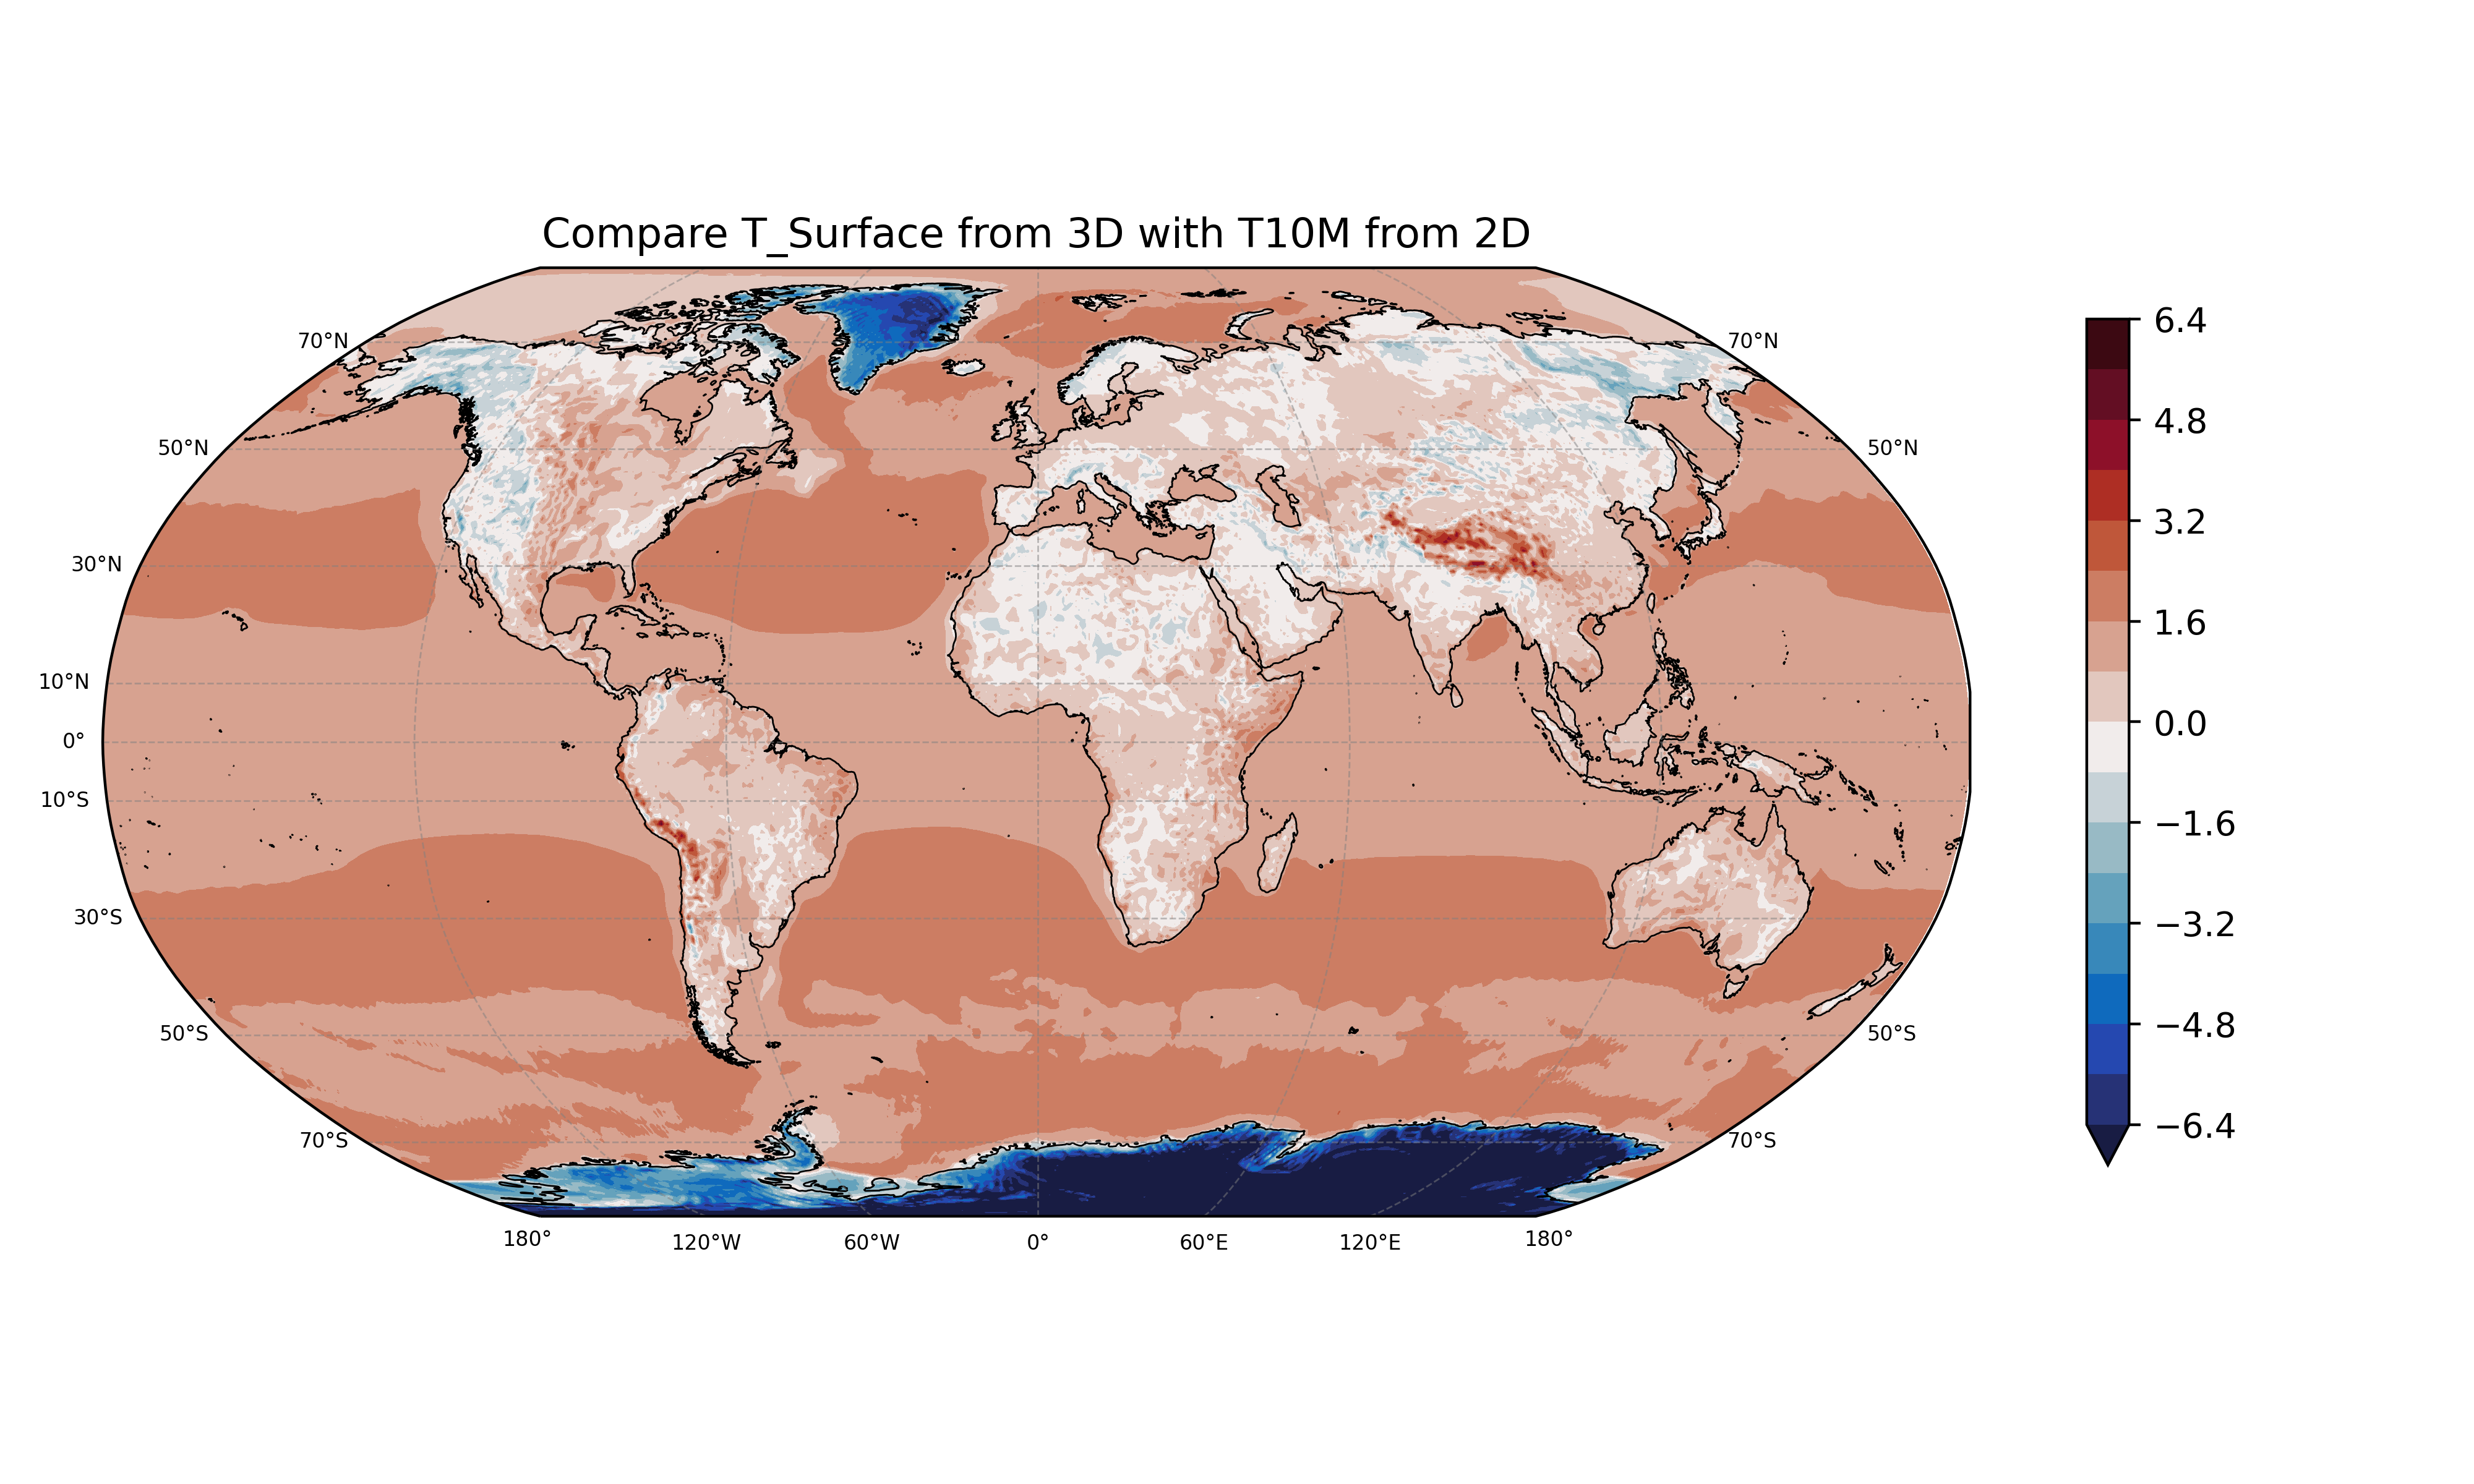 Compare T_Surface from 3D with T10M from 2D
70°N
70°N
50°N
50°N
30°N
10°N
0°
10°S
30°S
50°S
50°S
70°S
70°S
180°
120°W
60°W
0°
60°E
120°E
180°
6.4
4.8
3.2
1.6
0.0
−1.6
−3.2
−4.8
−6.4